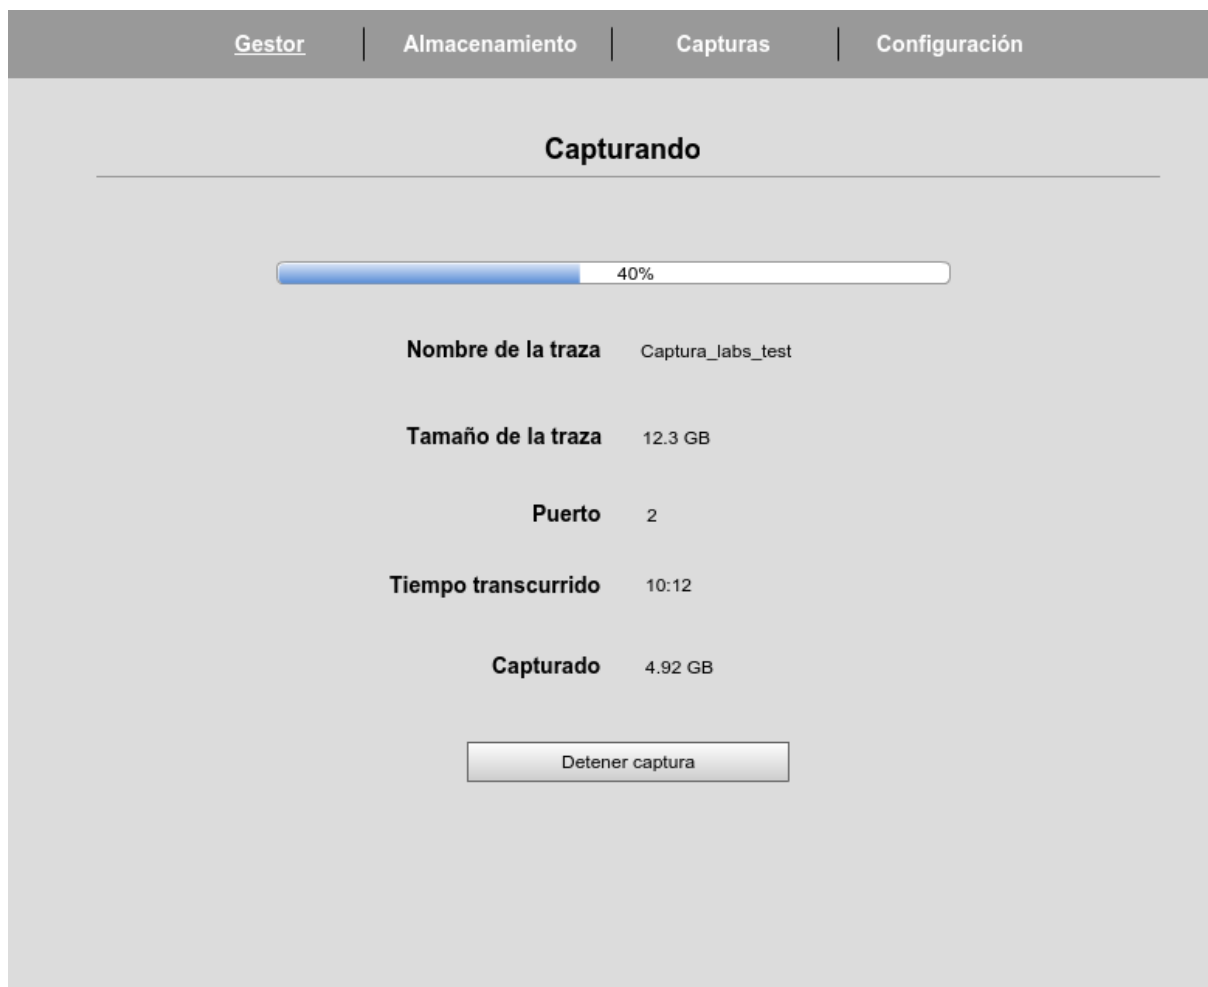 Gestor Almacenamiento Capturas Configuración
Capturando
40%
Nombre de la traza Captura_labs_test
Tamaño de la traza 12.3 GB
Puerto 2
Tiempo transcurrido 10:12
Capturado 4.92 GB
Detener captura